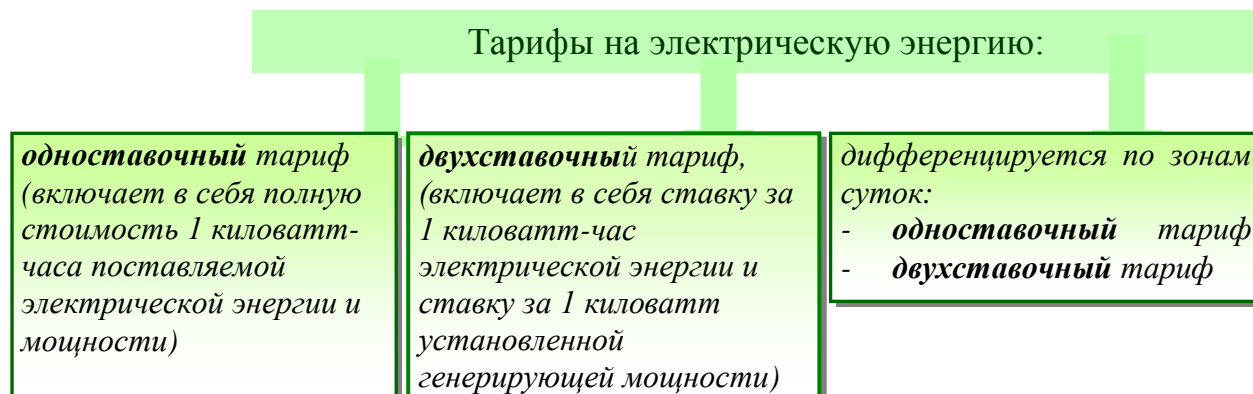 Тарифы на электрическую энергию:
одноставочный тариф
(включает в себя полную
стоимость 1 киловатт-
часа поставляемой
электрической энергии и
мощности)
двухставочный тариф,
(включает в себя ставку за
1 киловатт-час
электрической энергии и
ставку за 1 киловатт
установленной
генерирующей мощности)
дифференцируется по зонам
суток:
- одноставочный тариф
- двухставочный тариф